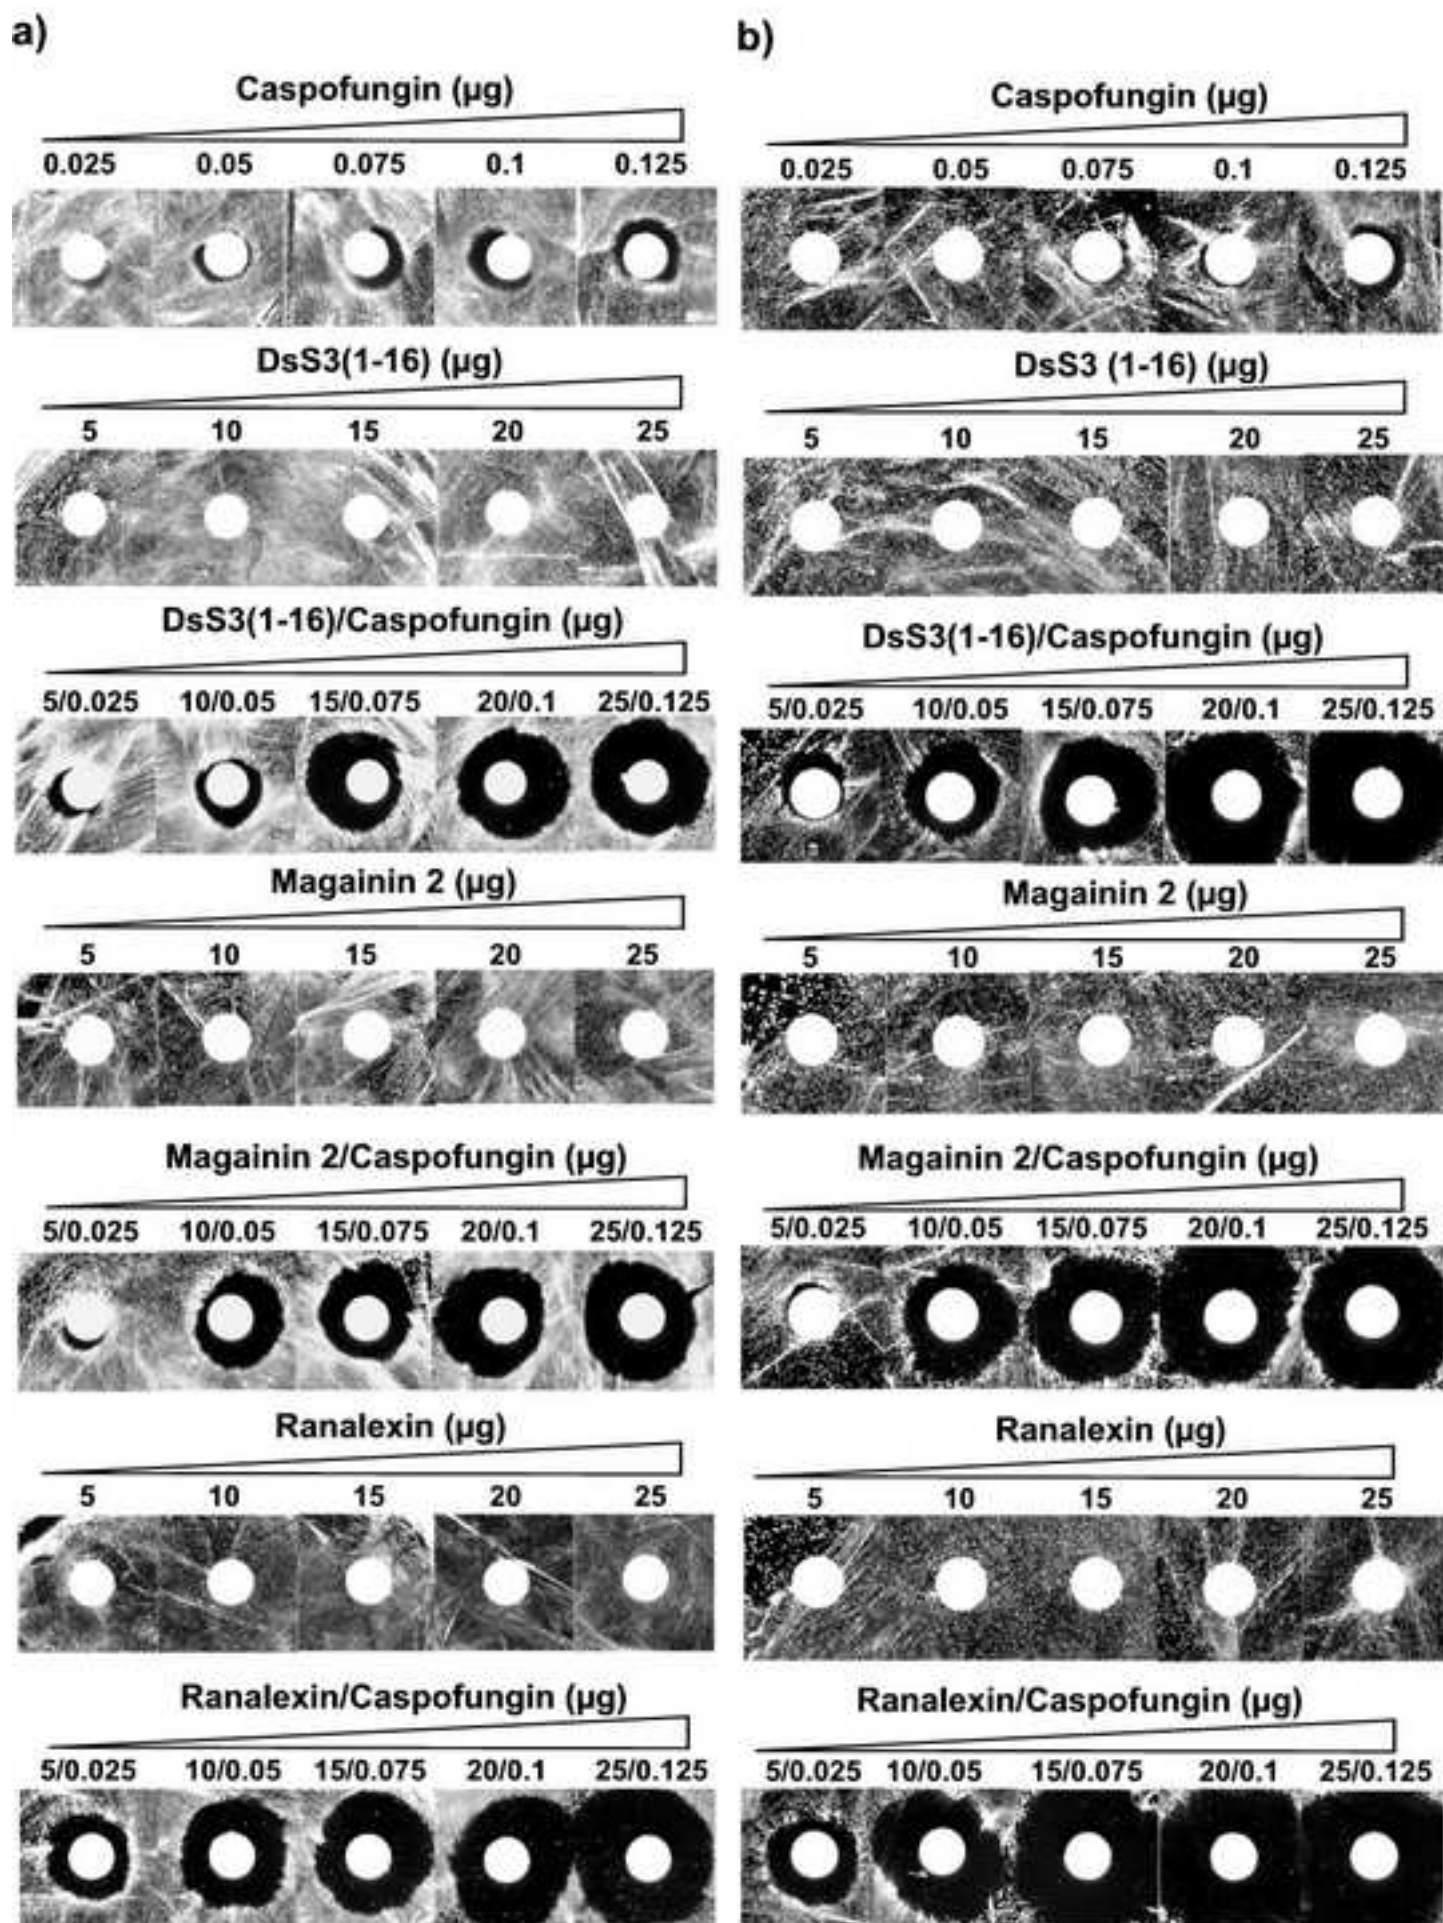 a)
Caspofungin (µg)
0.025 0.05 0.075 0.1 0.125
DsS3(1-16) (µg)
5 10 15 20 25
DsS3(1-16)/Caspofungin (µg)
5/0.025 10/0.05 15/0.075 20/0.1 25/0.125
Magainin 2 (µg)
5 10 15 20 25
Magainin 2/Caspofungin (µg)
5/0.025 10/0.05 15/0.075 20/0.1 25/0.125
Ranalexin (µg)
5 10 15 20 25
Ranalexin/Caspofungin (µg)
5/0.025 10/0.05 15/0.075 20/0.1 25/0.125
b)
Caspofungin (µg)
0.025 0.05 0.075 0.1 0.125
DsS3 (1-16) (µg)
5 10 15 20 25
DsS3(1-16)/Caspofungin (µg)
5/0.025 10/0.05 15/0.075 20/0.1 25/0.125
Magainin 2 (µg)
5 10 15 20 25
Magainin 2/Caspofungin (µg)
5/0.025 10/0.05 15/0.075 20/0.1 25/0.125
Ranalexin (µg)
5 10 15 20 25
Ranalexin/Caspofungin (µg)
5/0.025 10/0.05 15/0.075 20/0.1 25/0.125